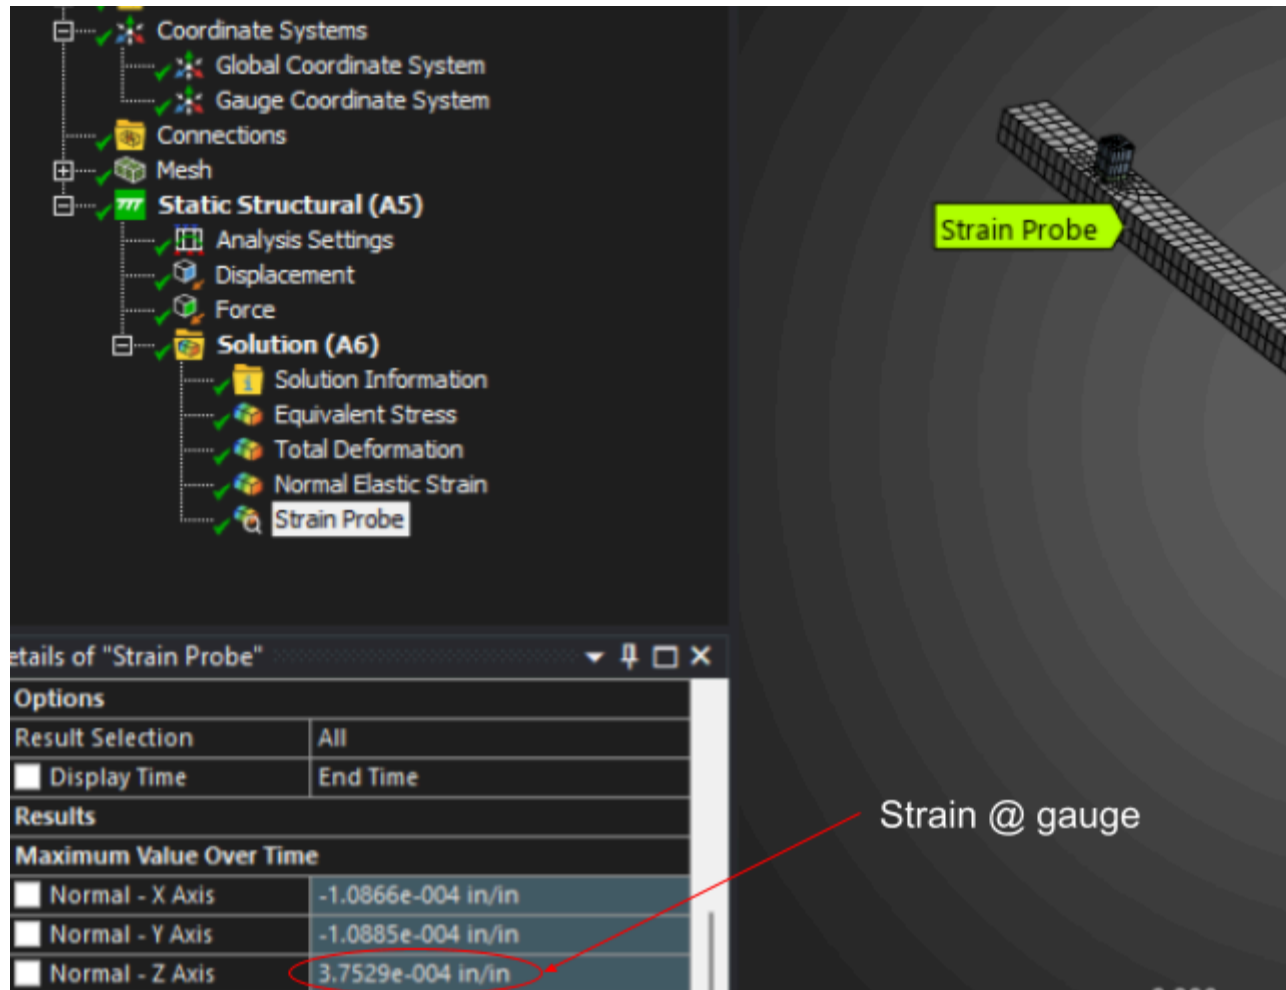 Coordinate Systems
Global Coordinate System
Gauge Coordinate System
Connections
Mesh
Static Structural (A5)
Analysis Settings
Displacement
Force
Solution (A6)
Solution Information
Equivalent Stress
Total Deformation
Normal Elastic Strain
Strain Probe
Strain Probe
etails of "Strain Probe"
Options
Result Selection All
Display Time End Time
Results
Maximum Value Over Time
Normal - X Axis -1.0866e-004 in/in
Normal - Y Axis -1.0885e-004 in/in
Normal - Z Axis 3.7529e-004 in/in
Strain @ gauge